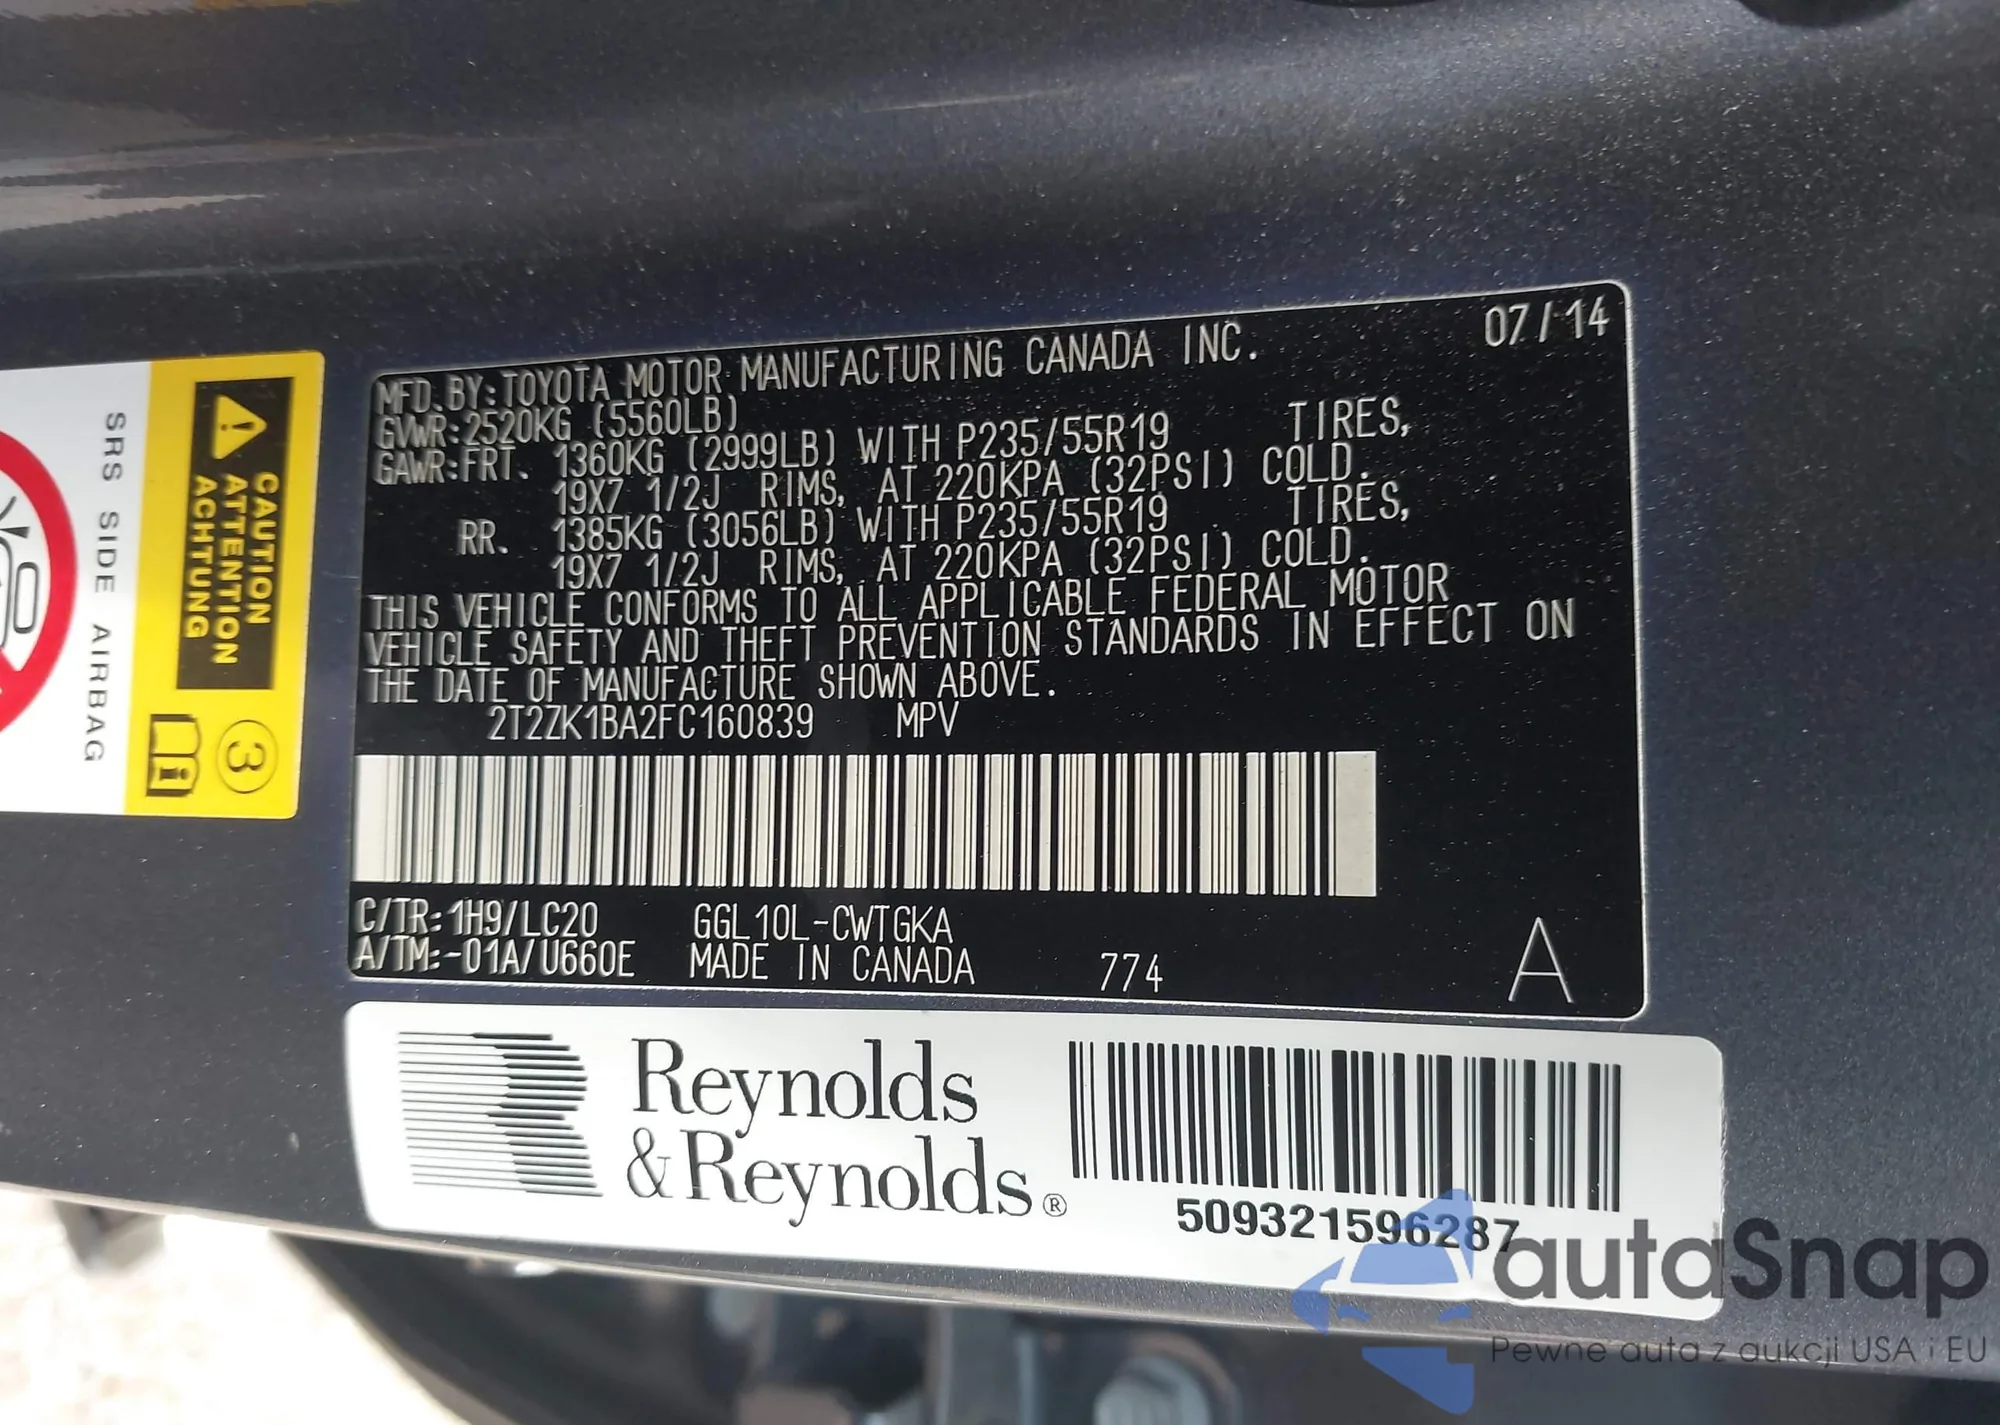 07/14
MFD. BY: TOYOTA MOTOR MANUFACTURING CANADA INC.
GVWR: 2520KG (5560LB)
GAWR: FRT. 1360KG (2999LB) WITH P235/55R19 TIRES,
19X7 1/2J RIMS, AT 220KPA (32PSI) COLD.
RR. 1385KG (3056LB) WITH P235/55R19 TIRES,
19X7 1/2J RIMS, AT 220KPA (32PSI) COLD.
THIS VEHICLE CONFORMS TO ALL APPLICABLE FEDERAL MOTOR
VEHICLE SAFETY AND THEFT PREVENTION STANDARDS IN EFFECT ON
THE DATE OF MANUFACTURE SHOWN ABOVE.
2T2ZK1BA2FC160839 MPV
C/TR: 1H9/LC20 GGL10L-CWTGKA
A/TM: -01A/U660E MADE IN CANADA 774 A
CAUTION
ATTENTION
ACHTUNG
3
SRS SIDE AIRBAG
Reynolds
&Reynolds®
509321596287
autaSnap
Pewne auta z aukcji USA i EU